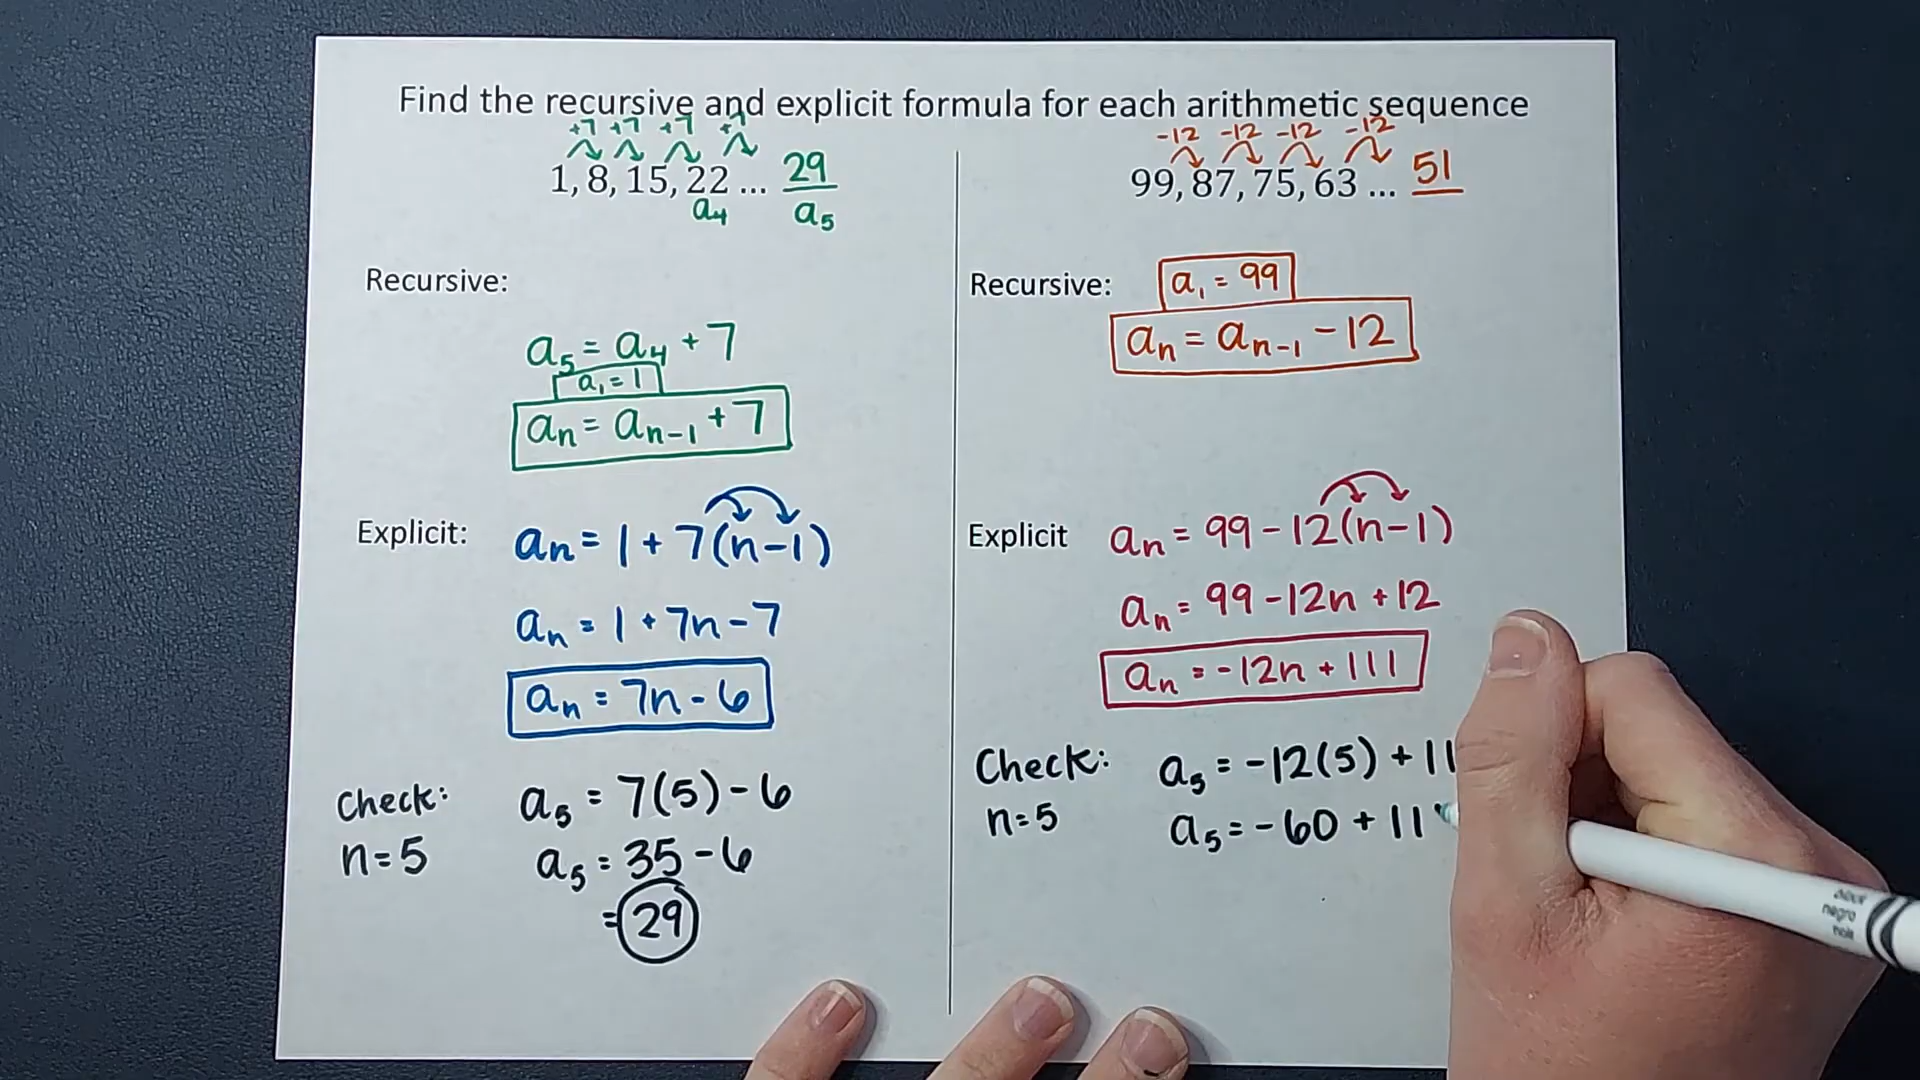 Find the recursive and explicit formula for each arithmetic sequence
+7 +7 +7 +7
1, 8, 15, 22 ... 29
a₄ a₅
Recursive:
a₅ = a₄ + 7
a₁ = 1
aₙ = aₙ₋₁ + 7
Explicit: aₙ = 1 + 7(n-1)
aₙ = 1 + 7n - 7
aₙ = 7n - 6
Check: a₅ = 7(5) - 6
n = 5 a₅ = 35 - 6
= 29
-12 -12 -12 -12
99, 87, 75, 63 ... 51
Recursive: a₁ = 99
aₙ = aₙ₋₁ - 12
Explicit aₙ = 99 - 12(n-1)
aₙ = 99 - 12n + 12
aₙ = -12n + 111
Check: a₅ = -12(5) + 11
n = 5 a₅ = -60 + 11
negro